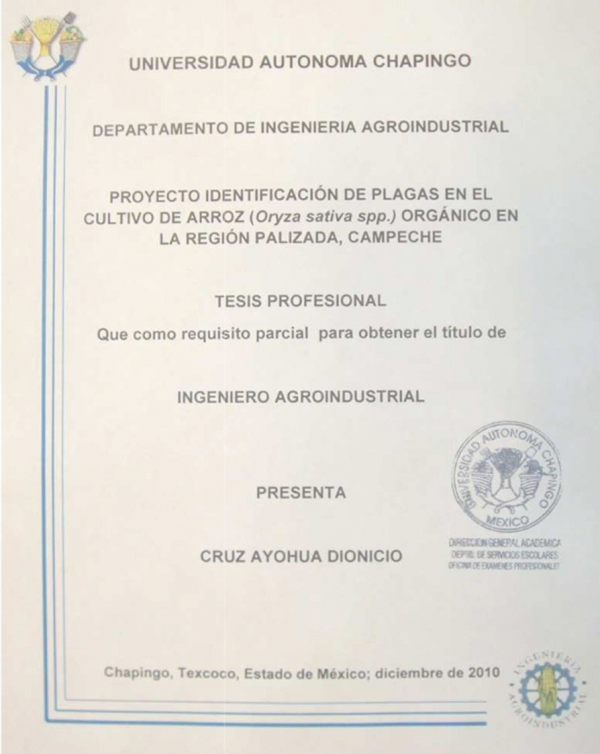 UNIVERSIDAD AUTONOMA CHAPINGO
DEPARTAMENTO DE INGENIERIA AGROINDUSTRIAL
PROYECTO IDENTIFICACIÓN DE PLAGAS EN EL
CULTIVO DE ARROZ (Oryza sativa spp.) ORGÁNICO EN
LA REGIÓN PALIZADA, CAMPECHE
TESIS PROFESIONAL
Que como requisito parcial para obtener el título de
INGENIERO AGROINDUSTRIAL
UNIVERSIDAD AUTONOMA CHAPINGO
MEXICO
PRESENTA
DIRECCION GENERAL ACADEMICA
DEPTO. DE SERVICIOS ESCOLARES
OFICINA DE EXAMENES PROFESIONALES
CRUZ AYOHUA DIONICIO
Chapingo, Texcoco, Estado de México; diciembre de 2010
INGENIERIA
AGROINDUSTRIAL